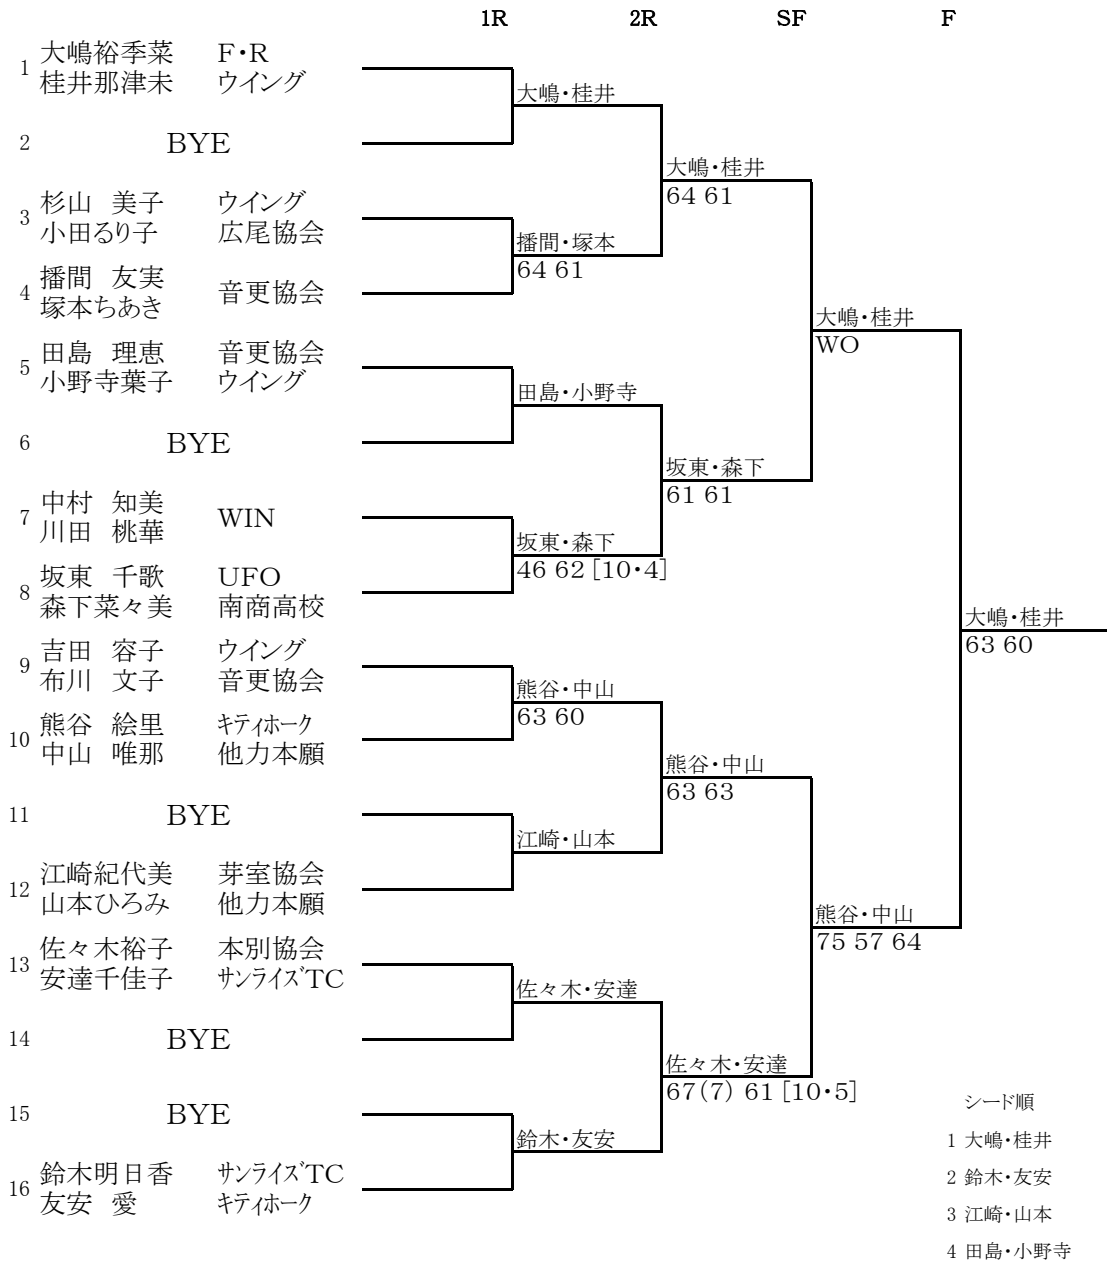 1R 2R SF F
1 大嶋裕季菜 F・R
桂井那津未 ウイング
大嶋・桂井
2 BYE
大嶋・桂井
64 61
3 杉山 美子 ウイング
小田るり子 広尾協会
播間・塚本
64 61
4 播間 友実 音更協会
塚本ちあき
大嶋・桂井
WO
5 田島 理恵 音更協会
小野寺葉子 ウイング
田島・小野寺
6 BYE
坂東・森下
61 61
7 中村 知美 WIN
川田 桃華
坂東・森下
46 62 [10・4]
8 坂東 千歌 UFO
森下菜々美 南商高校
大嶋・桂井
63 60
9 吉田 容子 ウイング
布川 文子 音更協会
熊谷・中山
63 60
10 熊谷 絵里 キティホーク
中山 唯那 他力本願
熊谷・中山
63 63
11 BYE
江崎・山本
12 江崎紀代美 芽室協会
山本ひろみ 他力本願
熊谷・中山
75 57 64
13 佐々木裕子 本別協会
安達千佳子 サンライズTC
佐々木・安達
14 BYE
佐々木・安達
67(7) 61 [10・5]
15 BYE
鈴木・友安
16 鈴木明日香 サンライズTC
友安 愛 キティホーク
シード順
1 大嶋・桂井
2 鈴木・友安
3 江崎・山本
4 田島・小野寺